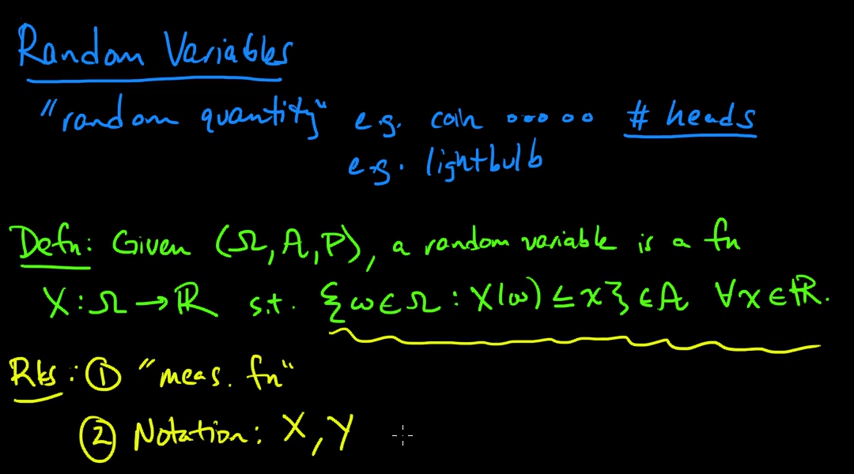 Random Variables
"random quantity" e.g. coin ooooo # heads
e.g. lightbulb
Defn: Given (Ω, A, P), a random variable is a fn
X: Ω → ℝ s.t. {ω ∈ Ω : X(ω) ≤ x} ∈ A ∀x ∈ ℝ.
Rks: ① "meas. fn"
② Notation: X, Y